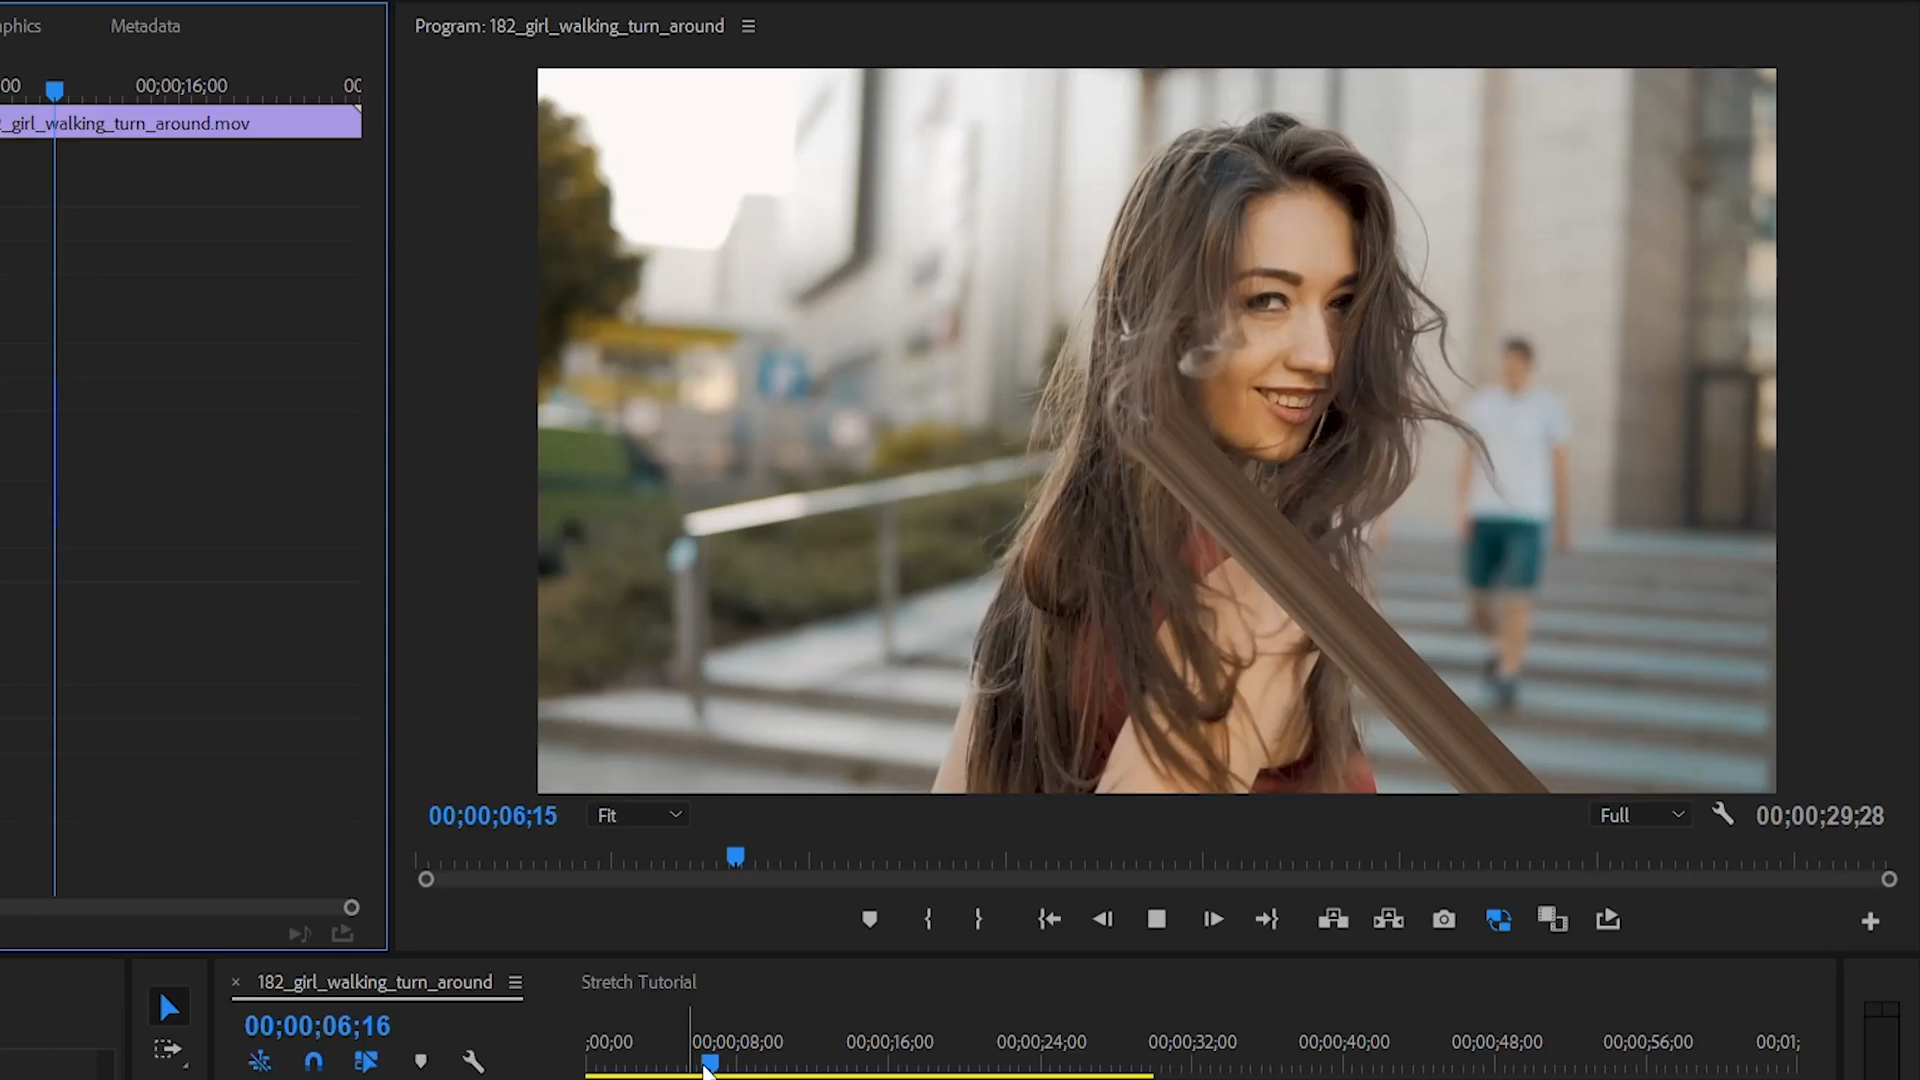 phics
Metadata
Program: 182_girl_walking_turn_around
00
00;00;16;00
00
_girl_walking_turn_around.mov
00;00;06;15
Fit
Full
00;00;29;28
182_girl_walking_turn_around
Stretch Tutorial
00;00;06;16
;00;00
00;00;08;00
00;00;16;00
00;00;24;00
00;00;32;00
00;00;40;00
00;00;48;00
00;00;56;00
00;01;